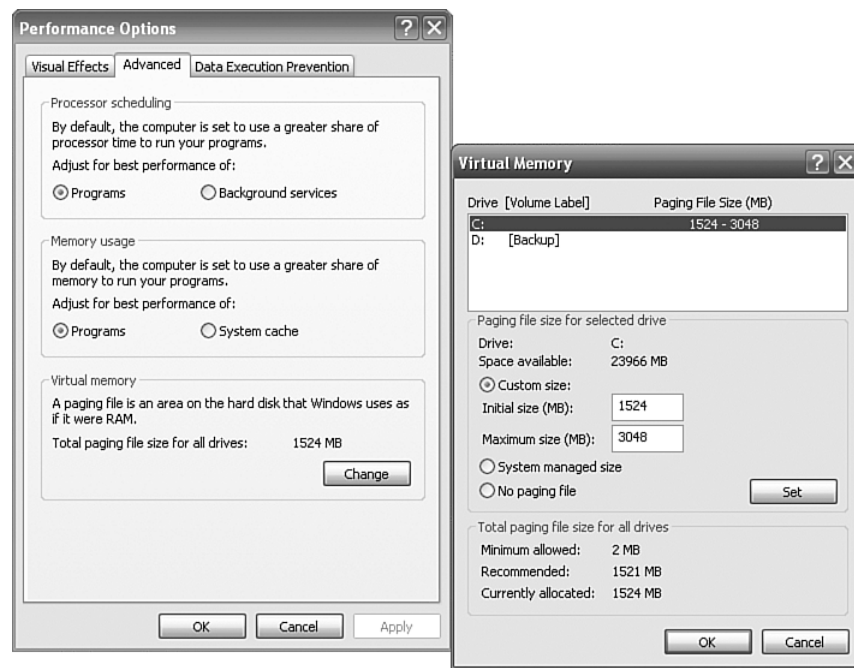 Performance Options
Visual Effects
Advanced
Data Execution Prevention
Processor scheduling
By default, the computer is set to use a greater share of
processor time to run your programs.
Adjust for best performance of:
Programs
Background services
Memory usage
By default, the computer is set to use a greater share of
memory to run your programs.
Adjust for best performance of:
Programs
System cache
Virtual memory
A paging file is an area on the hard disk that Windows uses as
if it were RAM.
Total paging file size for all drives: 1524 MB
Change
OK
Cancel
Apply
Virtual Memory
Drive [Volume Label] Paging File Size (MB)
C: 1524 - 3048
D: [Backup]
Paging file size for selected drive
Drive: C:
Space available: 23966 MB
Custom size:
Initial size (MB): 1524
Maximum size (MB): 3048
System managed size
No paging file
Set
Total paging file size for all drives
Minimum allowed: 2 MB
Recommended: 1521 MB
Currently allocated: 1524 MB
OK
Cancel